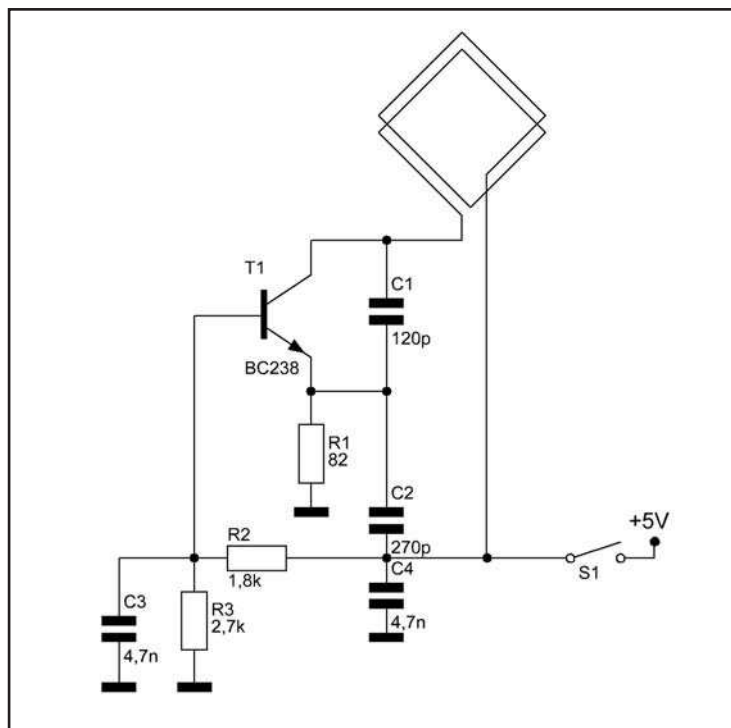 T1
C1
120p
BC238
R1
82
C2
270p
+5V
R2
1,8k
C4
S1
C3
4,7n
R3
2,7k
4,7n